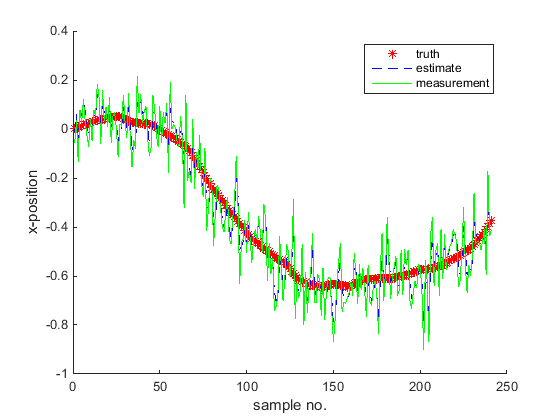 0.4
0.2
0
-0.2
-0.4
-0.6
-0.8
-1
x-position
truth
estimate
measurement
0 50 100 150 200 250
sample no.